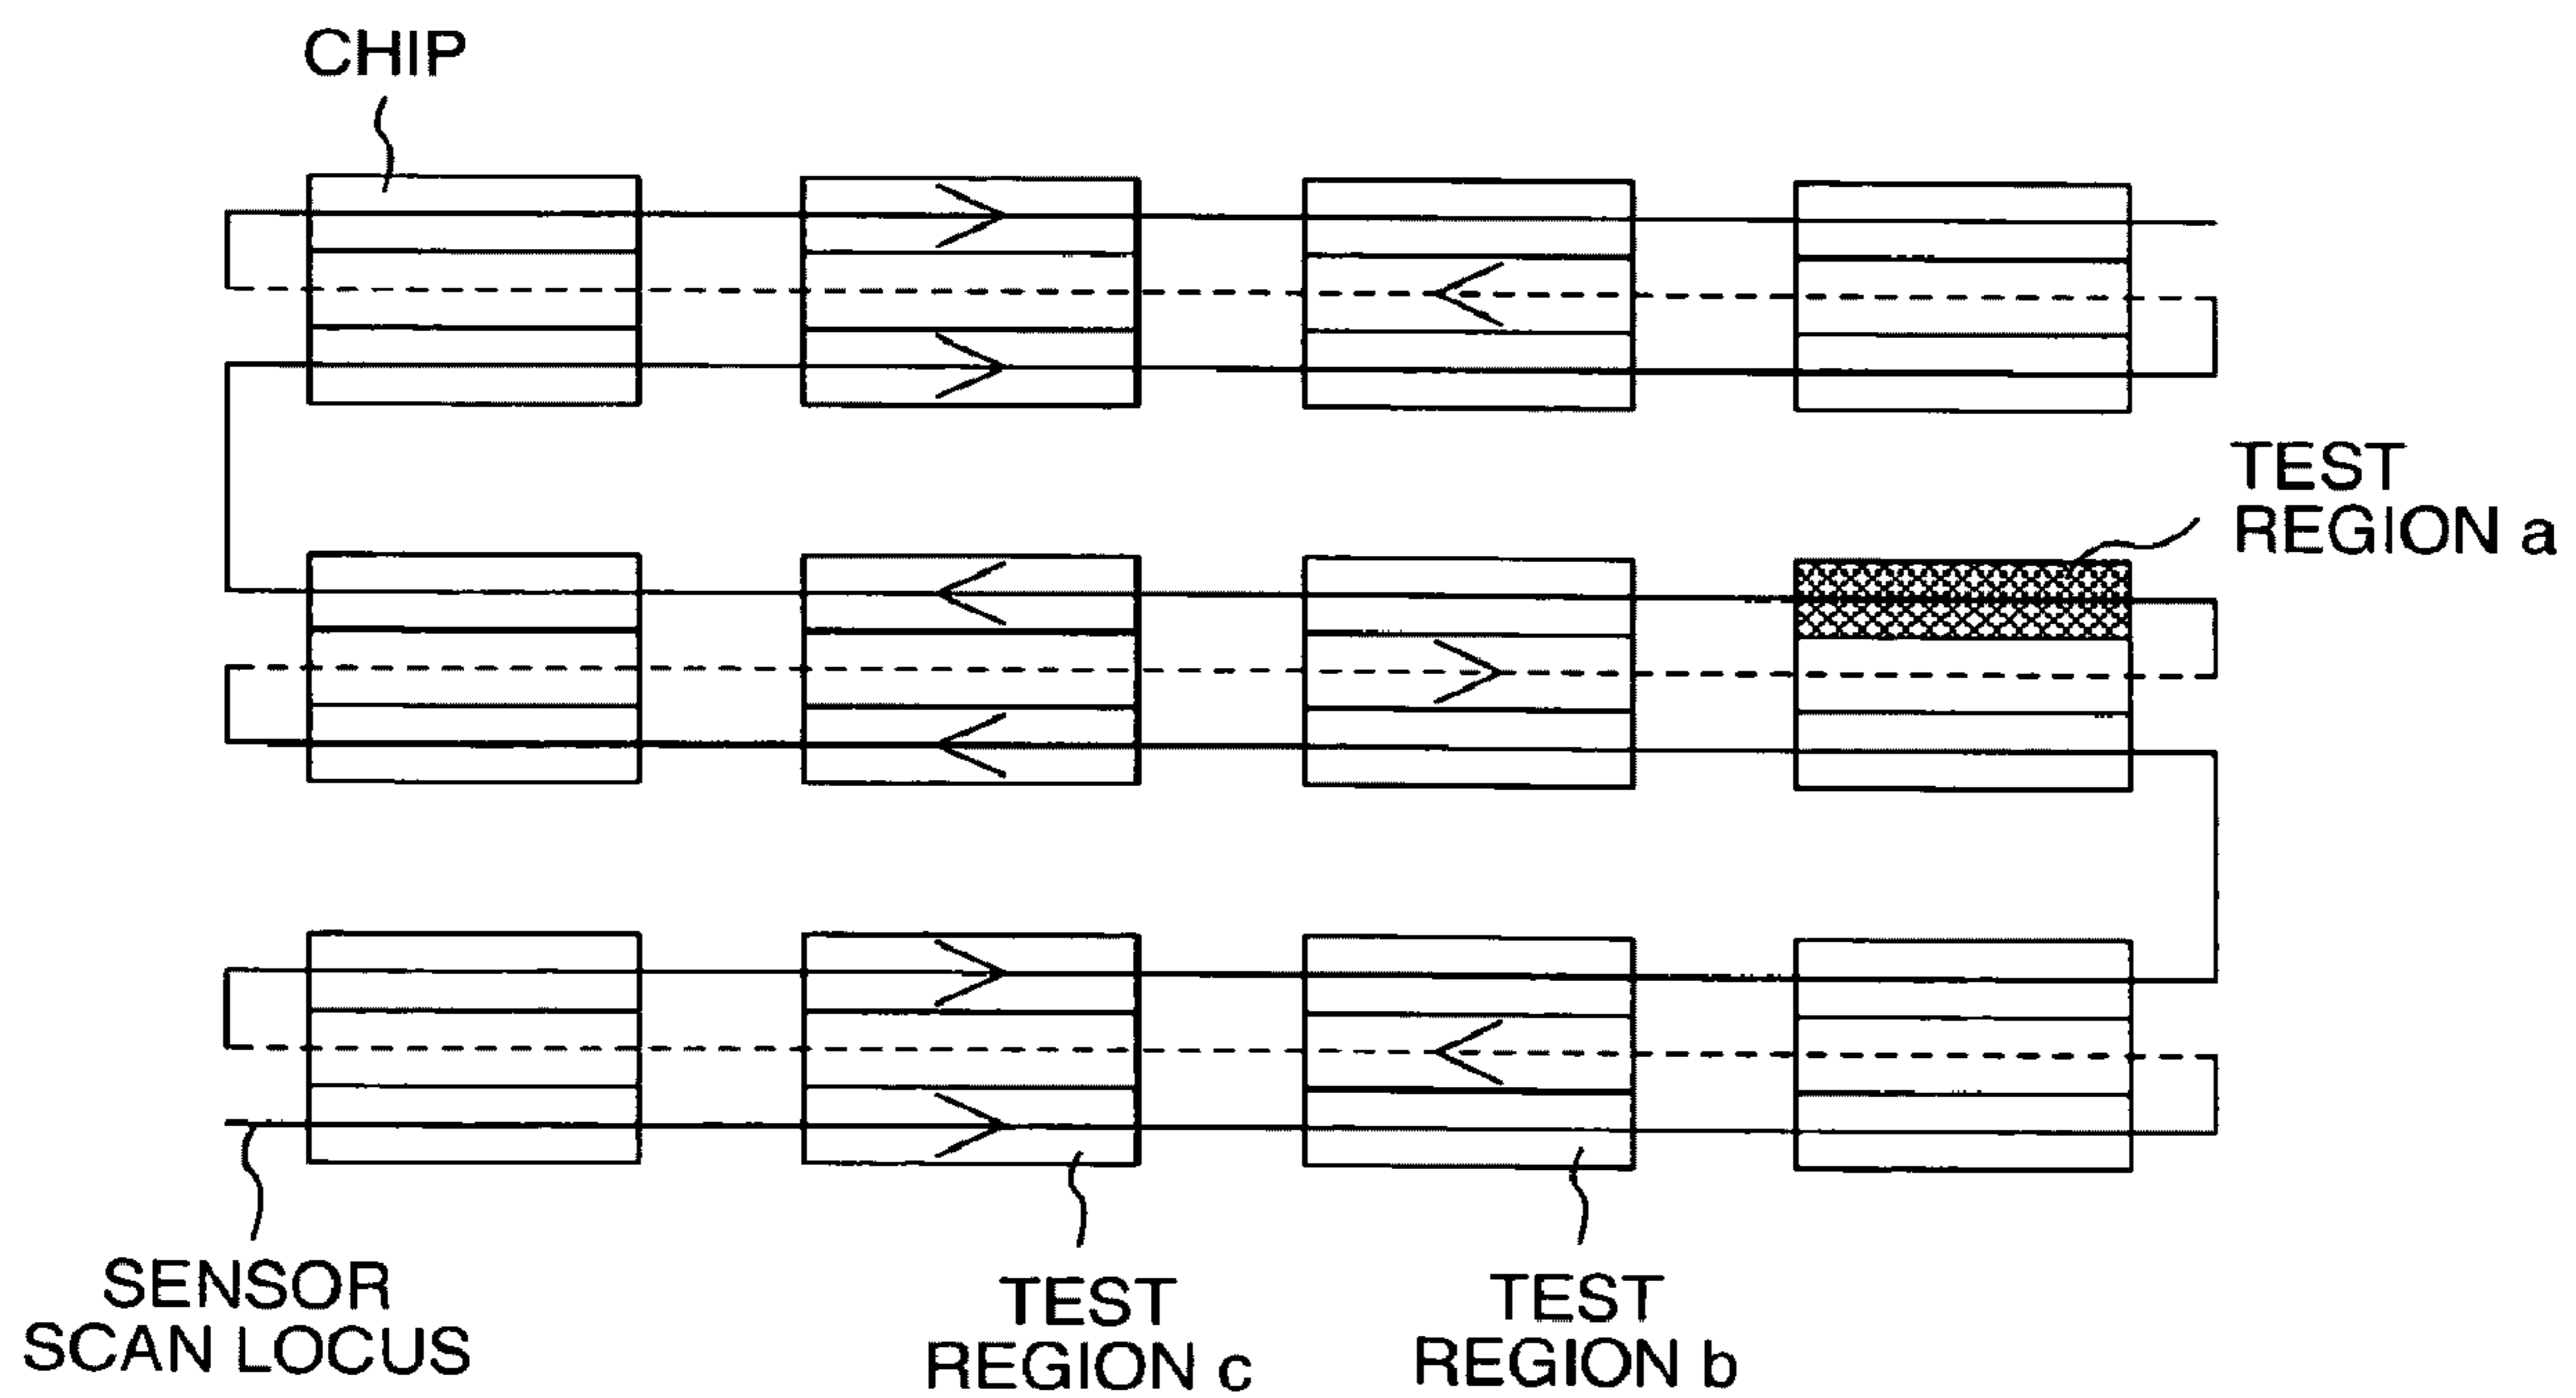 CHIP
TEST
REGION a
SENSOR
SCAN LOCUS
TEST
REGION c
TEST
REGION b